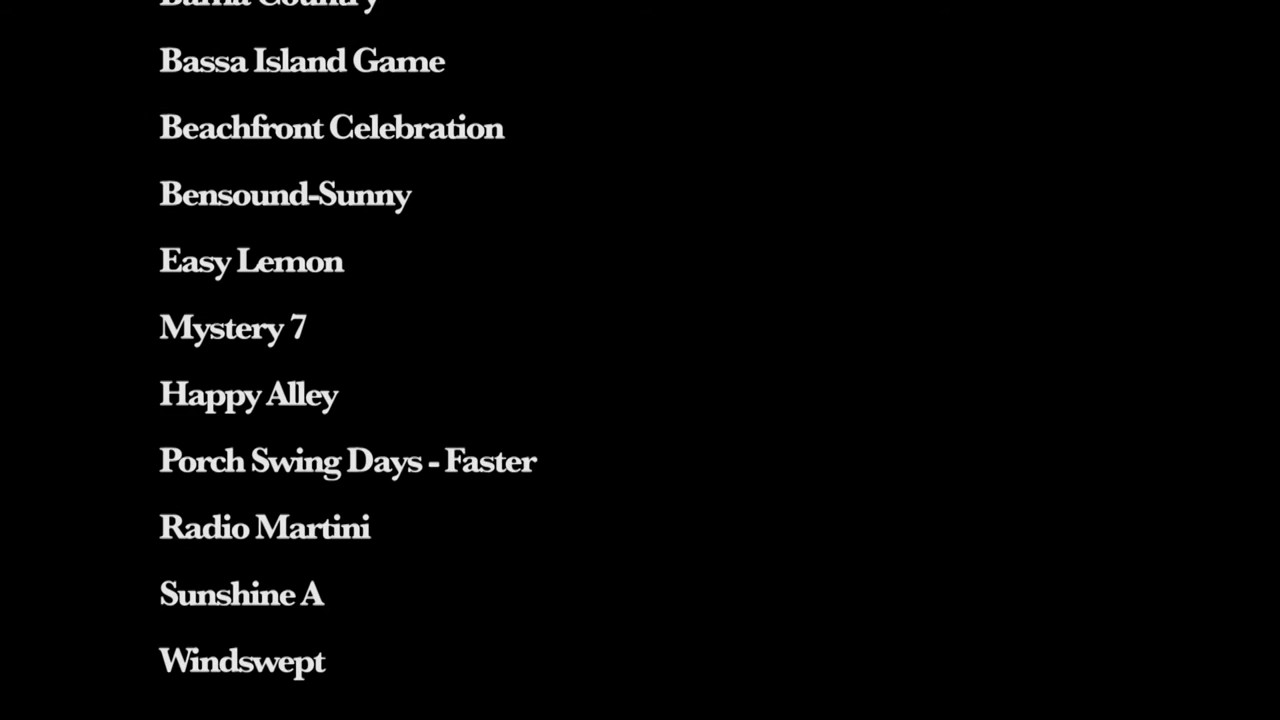 Country
Bassa Island Game
Beachfront Celebration
Bensound-Sunny
Easy Lemon
Mystery 7
Happy Alley
Porch Swing Days - Faster
Radio Martini
Sunshine A
Windswept